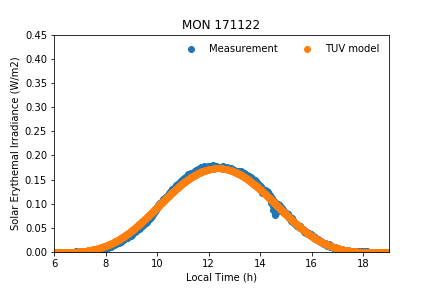 MON 171122
Measurement TUV model
Solar Erythemal Irradiance (W/m2)
0.45
0.40
0.35
0.30
0.25
0.20
0.15
0.10
0.05
0.00
6 8 10 12 14 16 18
Local Time (h)